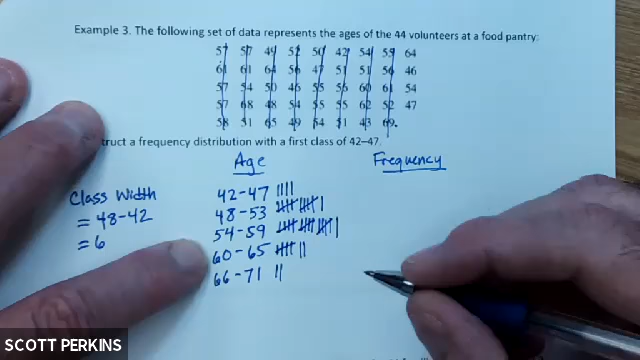 Example 3. The following set of data represents the ages of the 44 volunteers at a food pantry:
57 57 49 52 50 42 54 59 64
61 61 64 56 47 51 51 56 46
57 54 50 46 55 56 60 61 54
57 68 48 54 55 55 62 52 47
58 51 65 49 54 51 43 69.
truct a frequency distribution with a first class of 42–47.
Age Frequency
Class Width
= 48-42
= 6
42-47 ||||
48-53 |||| |||| |
54-59 |||| |||| |||| |
60-65 |||| ||
66-71 ||
SCOTT PERKINS